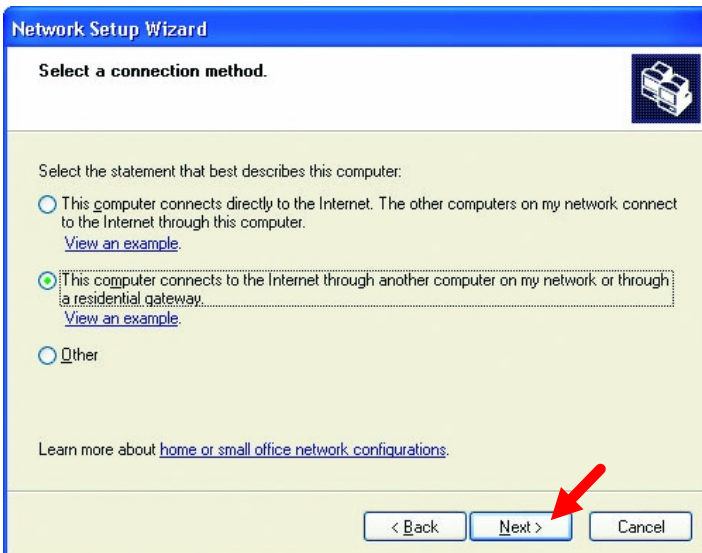 Network Setup Wizard
Select a connection method.
Select the statement that best describes this computer:
This computer connects directly to the Internet. The other computers on my network connect
to the Internet through this computer.
View an example.
This computer connects to the Internet through another computer on my network or through
a residential gateway.
View an example.
Other
Learn more about home or small office network configurations.
< Back Next > Cancel